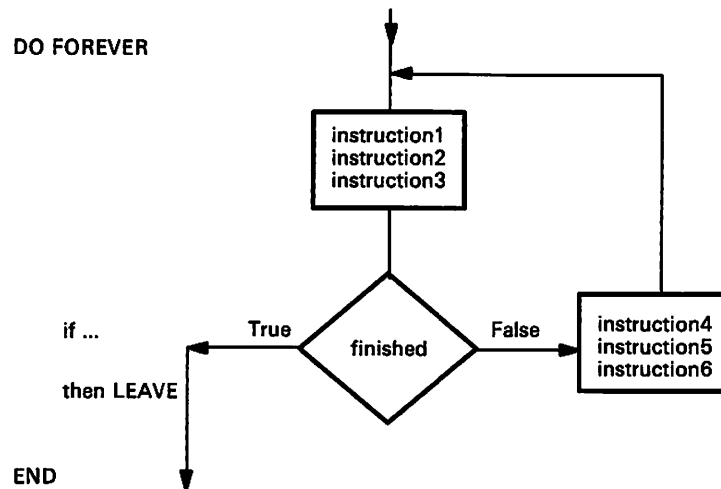 DO FOREVER
instruction1
instruction2
instruction3
if ...
True
finished
False
instruction4
instruction5
instruction6
then LEAVE
END